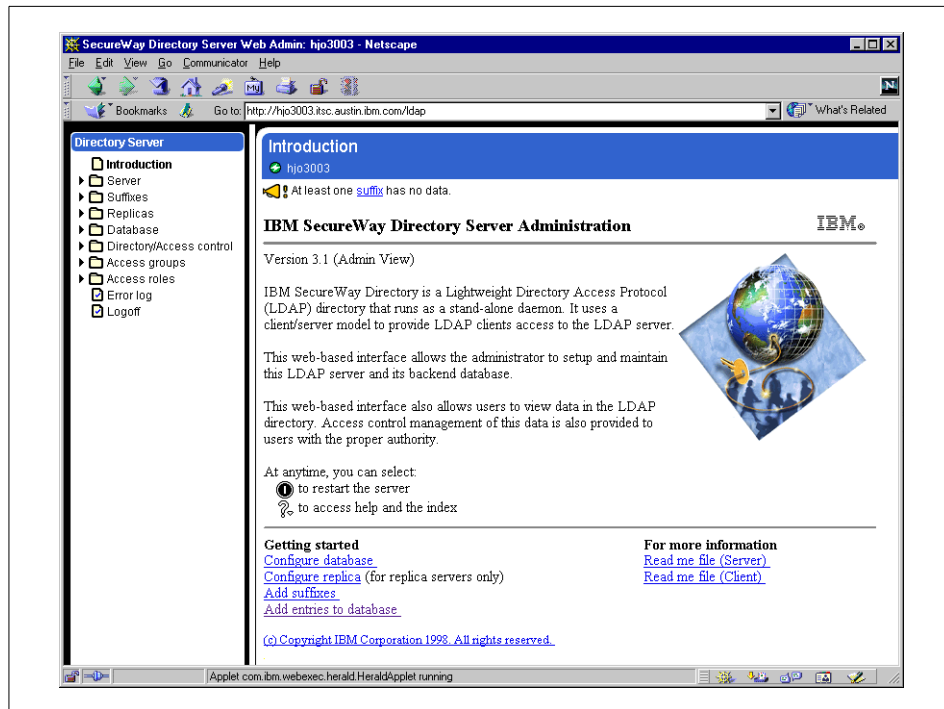 SecureWay Directory Server Web Admin: hjo3003 - Netscape
File Edit View Go Communicator Help
Bookmarks Go to: http://hjo3003.itsc.austin.ibm.com/ldap What's Related
Directory Server
Introduction
Server
Suffixes
Replicas
Database
Directory/Access control
Access groups
Access roles
Error log
Logoff
Introduction
hjo3003
At least one suffix has no data.
IBM SecureWay Directory Server Administration
IBM
Version 3.1 (Admin View)
IBM SecureWay Directory is a Lightweight Directory Access Protocol
(LDAP) directory that runs as a stand-alone daemon. It uses a
client/server model to provide LDAP clients access to the LDAP server.
This web-based interface allows the administrator to setup and maintain
this LDAP server and its backend database.
This web-based interface also allows users to view data in the LDAP
directory. Access control management of this data is also provided to
users with the proper authority.
At anytime, you can select:
to restart the server
to access help and the index
Getting started
Configure database
Configure replica (for replica servers only)
Add suffixes
Add entries to database
For more information
Read me file (Server)
Read me file (Client)
(c) Copyright IBM Corporation 1998. All rights reserved.
Applet com.ibm.webexec.herald.HeraldApplet running